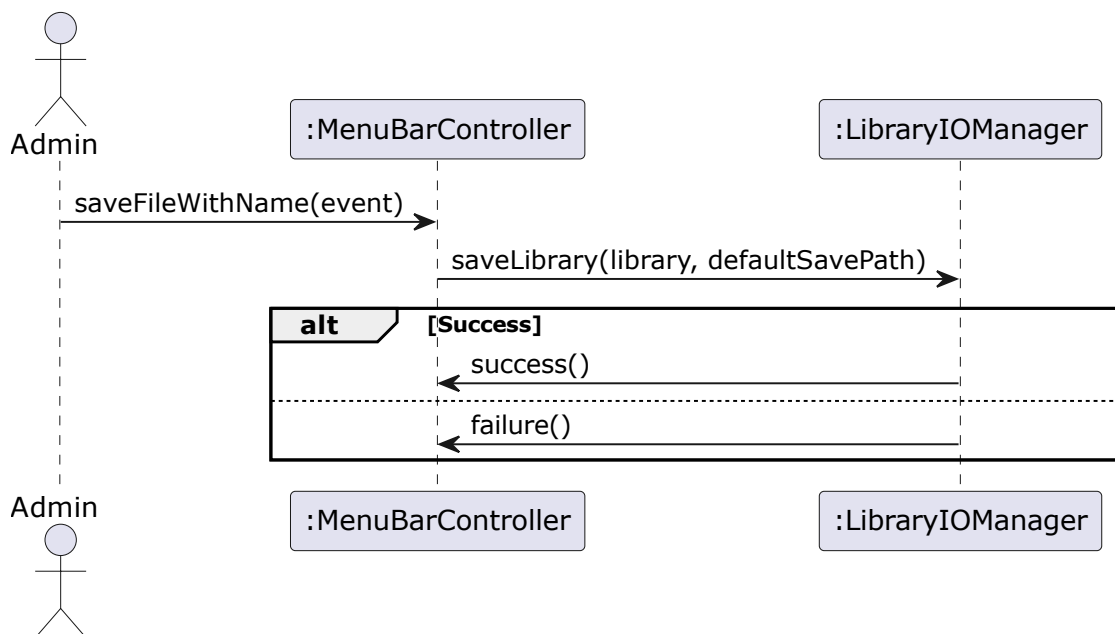 Admin
:MenuBarController
:LibraryIOManager
saveFileWithName(event)
saveLibrary(library, defaultSavePath)
alt
[Success]
success()
failure()
Admin
:MenuBarController
:LibraryIOManager